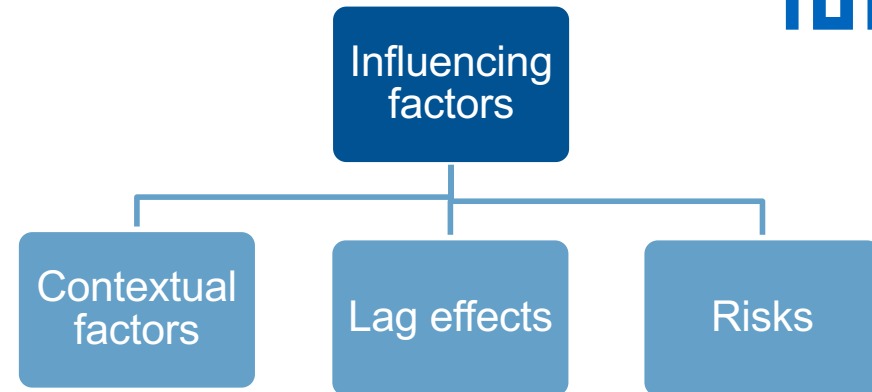 Influencing
factors
Contextual
factors
Lag effects
Risks